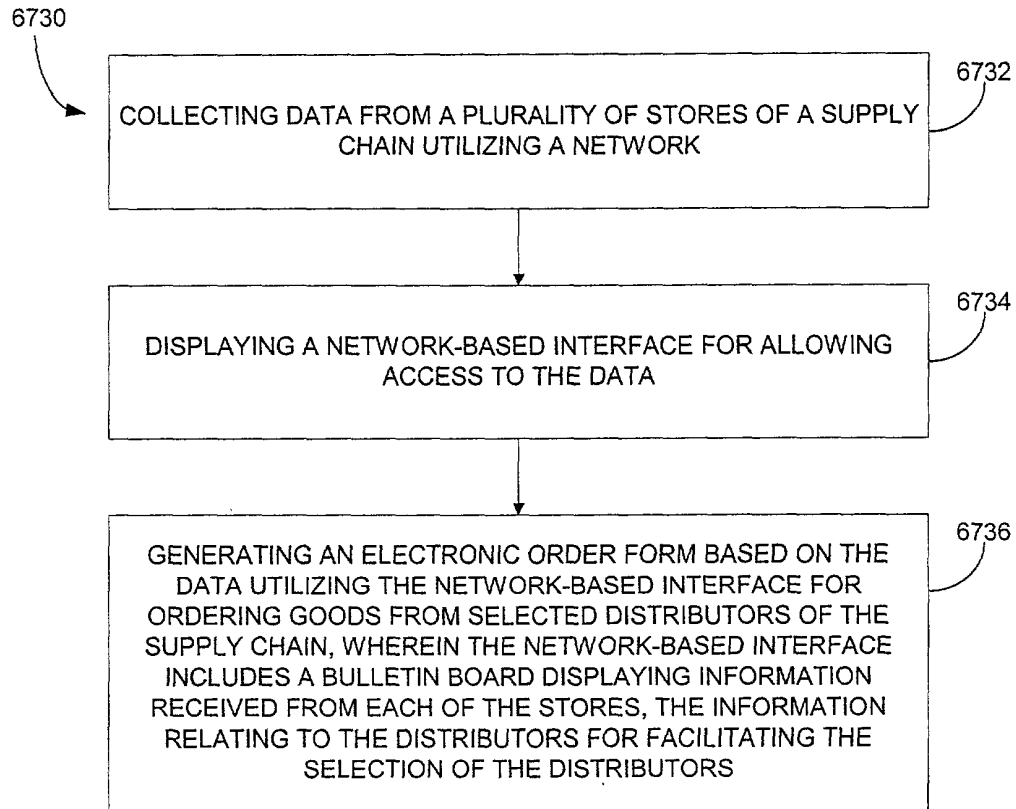 6730
6732
COLLECTING DATA FROM A PLURALITY OF STORES OF A SUPPLY
CHAIN UTILIZING A NETWORK
6734
DISPLAYING A NETWORK-BASED INTERFACE FOR ALLOWING
ACCESS TO THE DATA
6736
GENERATING AN ELECTRONIC ORDER FORM BASED ON THE
DATA UTILIZING THE NETWORK-BASED INTERFACE FOR
ORDERING GOODS FROM SELECTED DISTRIBUTORS OF THE
SUPPLY CHAIN, WHEREIN THE NETWORK-BASED INTERFACE
INCLUDES A BULLETIN BOARD DISPLAYING INFORMATION
RECEIVED FROM EACH OF THE STORES, THE INFORMATION
RELATING TO THE DISTRIBUTORS FOR FACILITATING THE
SELECTION OF THE DISTRIBUTORS